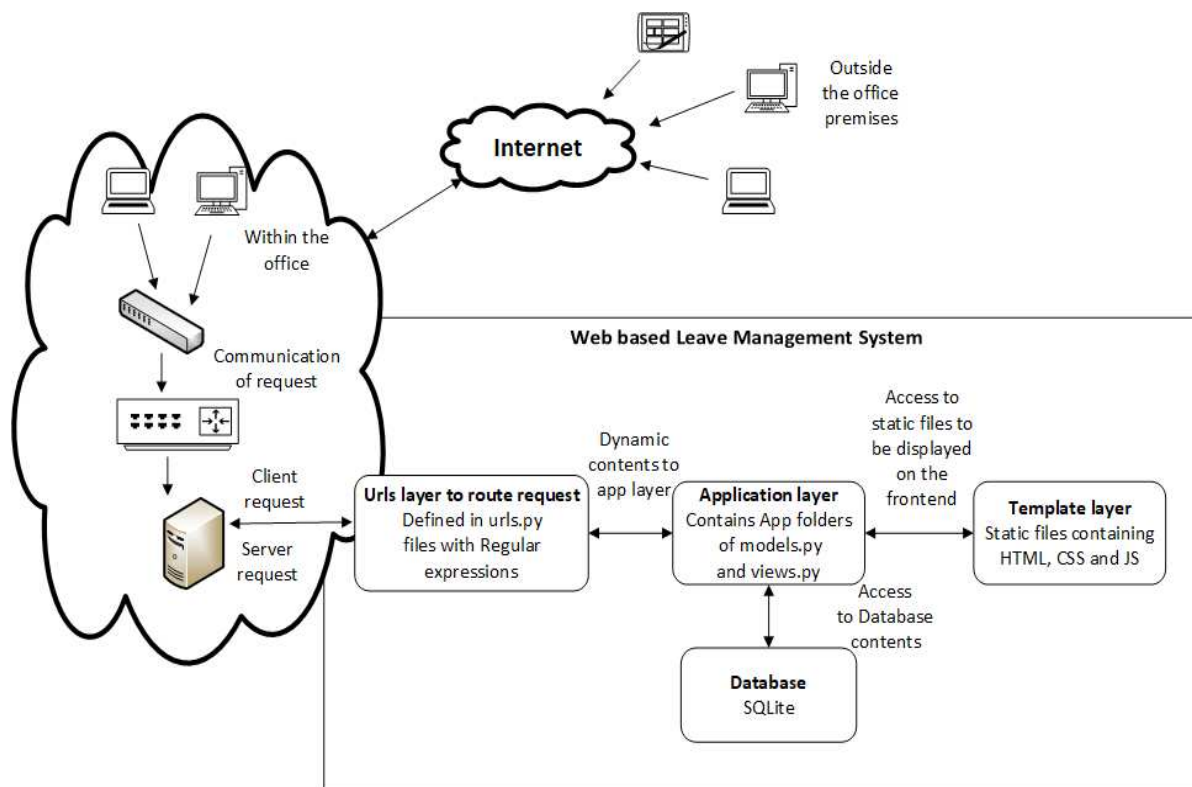 Outside
the office
premises
Internet
Within the
office
Communication
of request
Web based Leave Management System
Client
request
Server
request
Urls layer to route request
Defined in urls.py
files with Regular
expressions
Dynamic
contents to
app layer
Application layer
Contains App folders
of models.py
and views.py
Access to
static files to
be displayed
on the
frontend
Template layer
Static files containing
HTML, CSS and JS
Access
to Database
contents
Database
SQLite